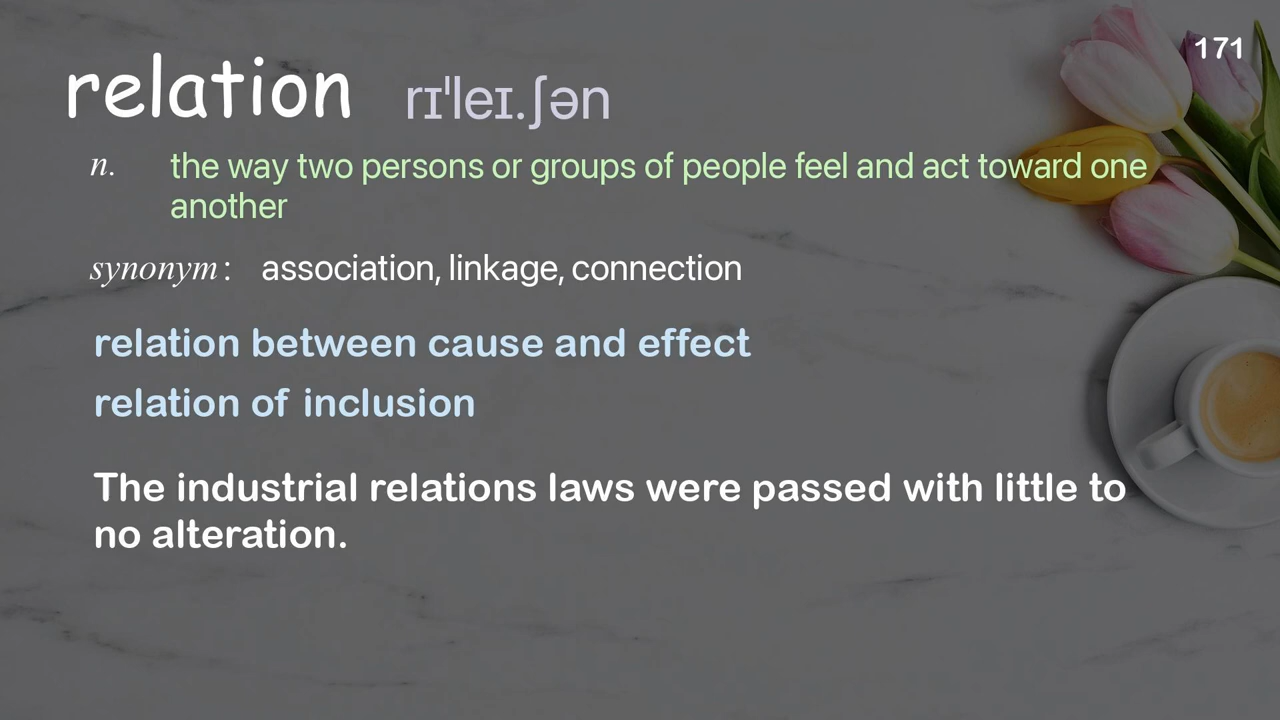 171
relation rɪˈleɪ.ʃən
n. the way two persons or groups of people feel and act toward one
another
synonym: association, linkage, connection
relation between cause and effect
relation of inclusion
The industrial relations laws were passed with little to
no alteration.